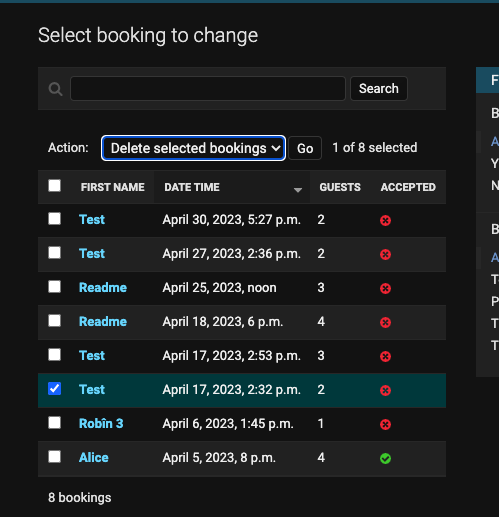 Select booking to change
Search
Action: Delete selected bookings Go 1 of 8 selected
FIRST NAME DATE TIME GUESTS ACCEPTED
Test April 30, 2023, 5:27 p.m. 2
Test April 27, 2023, 2:36 p.m. 2
Readme April 25, 2023, noon 3
Readme April 18, 2023, 6 p.m. 4
Test April 17, 2023, 2:53 p.m. 3
Test April 17, 2023, 2:32 p.m. 2
Robîn 3 April 6, 2023, 1:45 p.m. 1
Alice April 5, 2023, 8 p.m. 4
8 bookings
F
B
A
Y
N
B
A
T
P
T
T